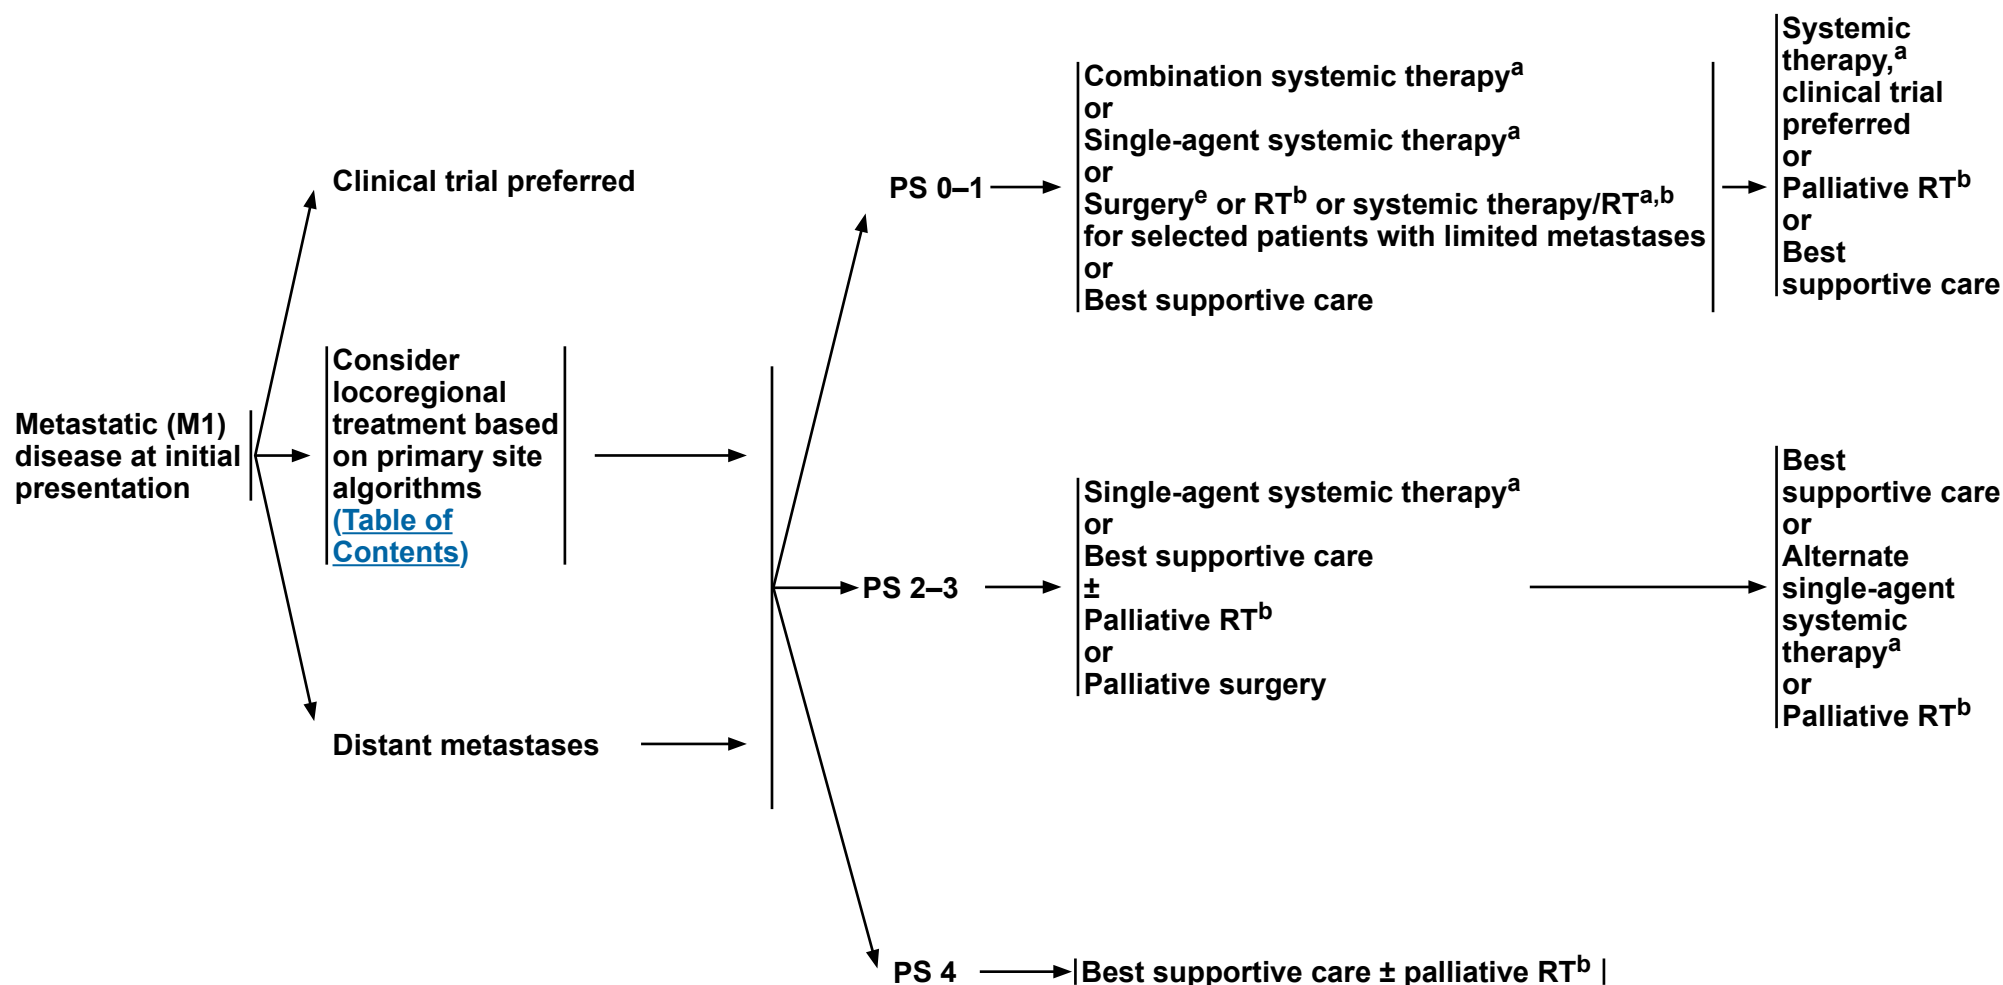 Metastatic (M1)
disease at initial
presentation
Clinical trial preferred
Consider
locoregional
treatment based
on primary site
algorithms
(Table of
Contents)
Distant metastases
PS 0–1
Combination systemic therapyᵃ
or
Single-agent systemic therapyᵃ
or
Surgeryᵉ or RTᵇ or systemic therapy/RTᵃ,ᵇ
for selected patients with limited metastases
or
Best supportive care
Systemic
therapy,ᵃ
clinical trial
preferred
or
Palliative RTᵇ
or
Best
supportive care
PS 2–3
Single-agent systemic therapyᵃ
or
Best supportive care
±
Palliative RTᵇ
or
Palliative surgery
Best
supportive care
or
Alternate
single-agent
systemic
therapyᵃ
or
Palliative RTᵇ
PS 4
Best supportive care ± palliative RTᵇ